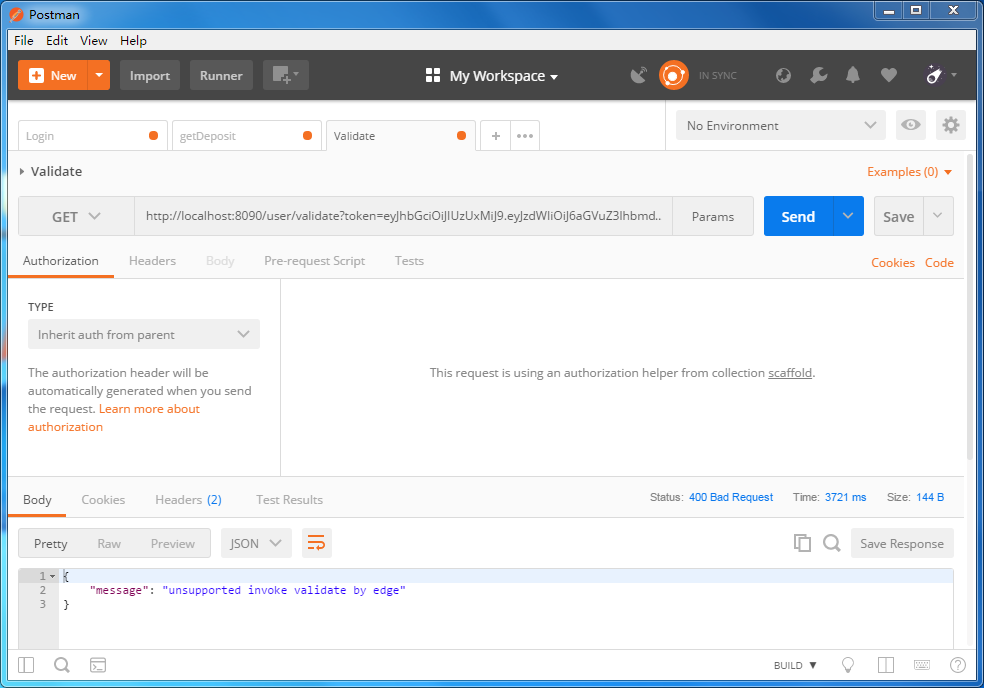 Postman
File Edit View Help
New Import Runner My Workspace IN SYNC
Login getDeposit Validate No Environment
Validate Examples (0)
GET http://localhost:8090/user/validate?token=eyJhbGciOiJIUzUxMiJ9.eyJzdWIiOiJ6aGVuZ3lhbmd.. Params Send Save
Authorization Headers Body Pre-request Script Tests Cookies Code
TYPE
Inherit auth from parent
The authorization header will be
automatically generated when you send
the request. Learn more about
authorization
This request is using an authorization helper from collection scaffold.
Body Cookies Headers (2) Test Results Status: 400 Bad Request Time: 3721 ms Size: 144 B
Pretty Raw Preview JSON Save Response
1 {
2 "message": "unsupported invoke validate by edge"
3 }
BUILD